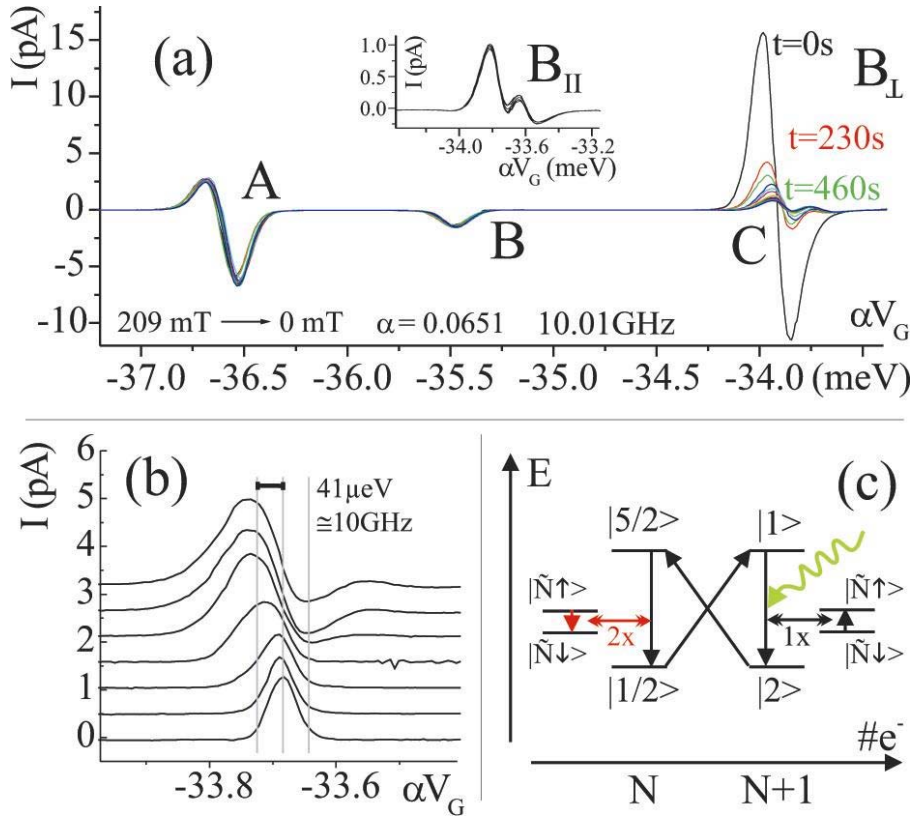 (a)
I (pA)
15
10
5
0
-5
-10
A
B
C
t=0s
t=230s
t=460s
B⊥
I (pA)
1.0
0.5
0.0
B_II
-34.0 -33.6 -33.2
αV_G (meV)
209 mT → 0 mT α = 0.0651 10.01GHz αV_G
-37.0 -36.5 -36.0 -35.5 -35.0 -34.5 -34.0 (meV)
(b)
I (pA)
6
5
4
3
2
1
0
41μeV
≅10GHz
-33.8 -33.6 αV_G
(c)
E
|5/2> |1>
|Ñ↑> |Ñ↑>
2x 1x
|Ñ↓> |Ñ↓>
|1/2> |2>
#e⁻
N N+1